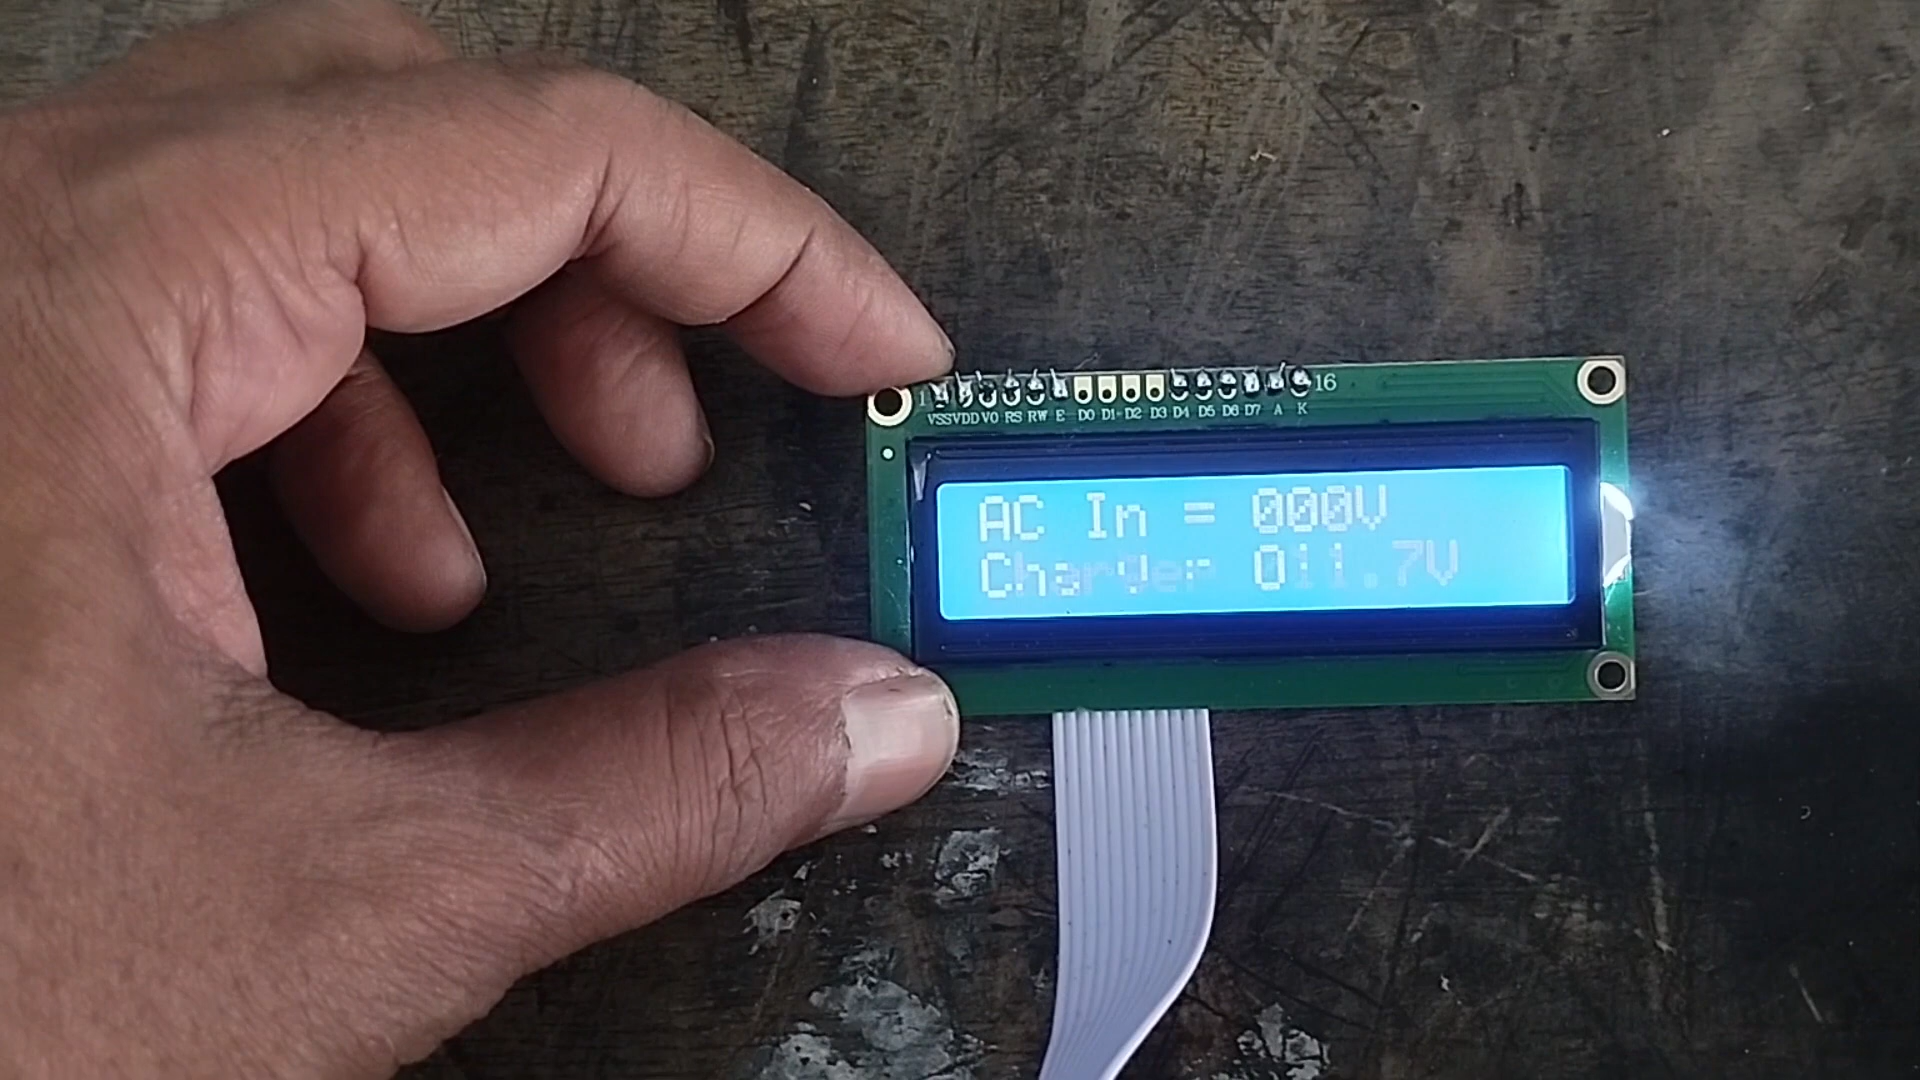 1 16
VSS VDD V0 RS RW E D0 D1 D2 D3 D4 D5 D6 D7 A K
AC In = 000V
Charger 011.7V